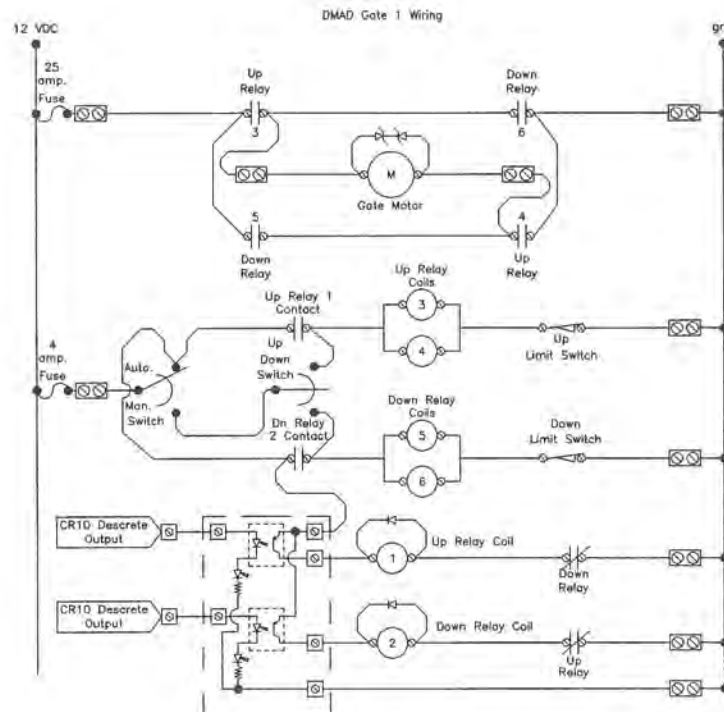 DMAD Gate 1 Wiring
12 VDC
25
amp.
Fuse
Up
Relay
3
Down
Relay
6
M
Gate Motor
5
Down
Relay
4
Up
Relay
Up Relay 1
Contact
Up Relay
Coils
3
4
Up
Limit Switch
4
amp.
Fuse
Auto.
Man.
Switch
Up
Down
Switch
Dn Relay
2 Contact
Down Relay
Coils
5
6
Down
Limit Switch
CR10 Descrete
Output
1
Up Relay Coil
Down
Relay
CR10 Descrete
Output
2
Down Relay Coil
Up
Relay